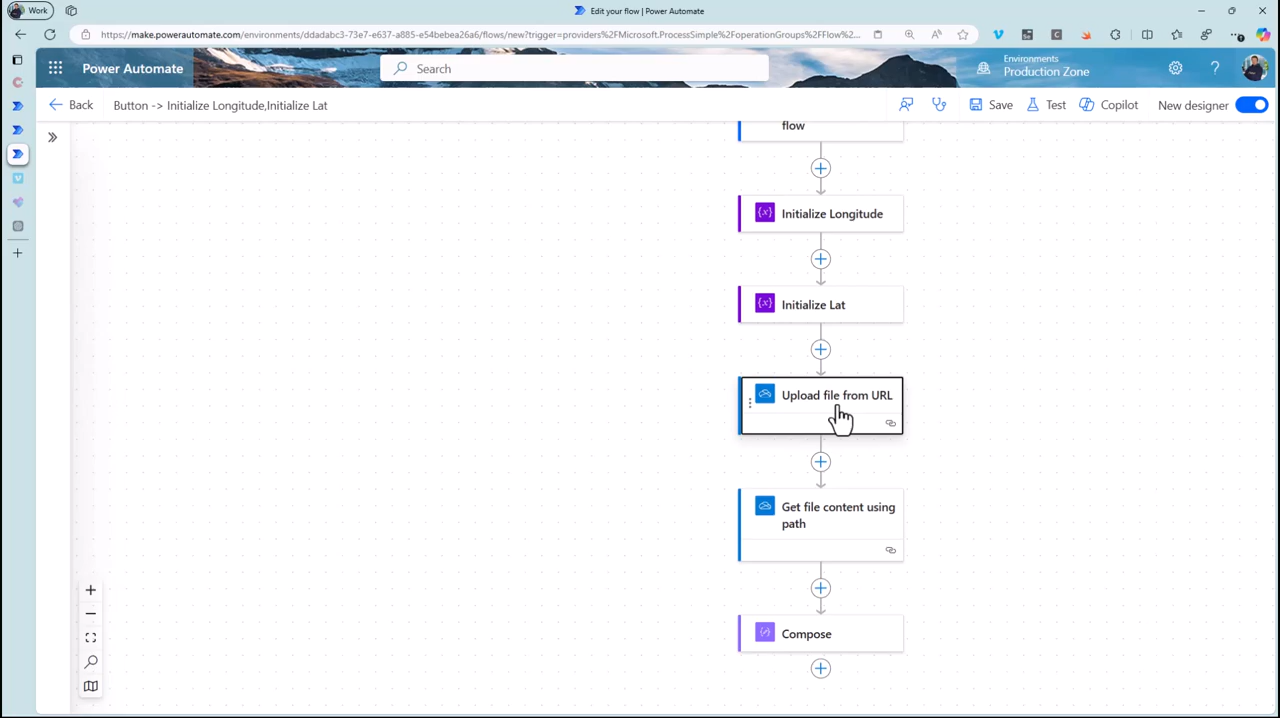 Work
Edit your flow | Power Automate
https://make.powerautomate.com/environments/ddadabc3-73e7-e637-a885-e54bebea26a6/flows/new?trigger=providers%2FMicrosoft.ProcessSimple%2FoperationGroups%2FFlow%2...
Power Automate
Search
Environments
Production Zone
Back
Button -> Initialize Longitude,Initialize Lat
Save
Test
Copilot
New designer
flow
Initialize Longitude
Initialize Lat
Upload file from URL
Get file content using
path
Compose